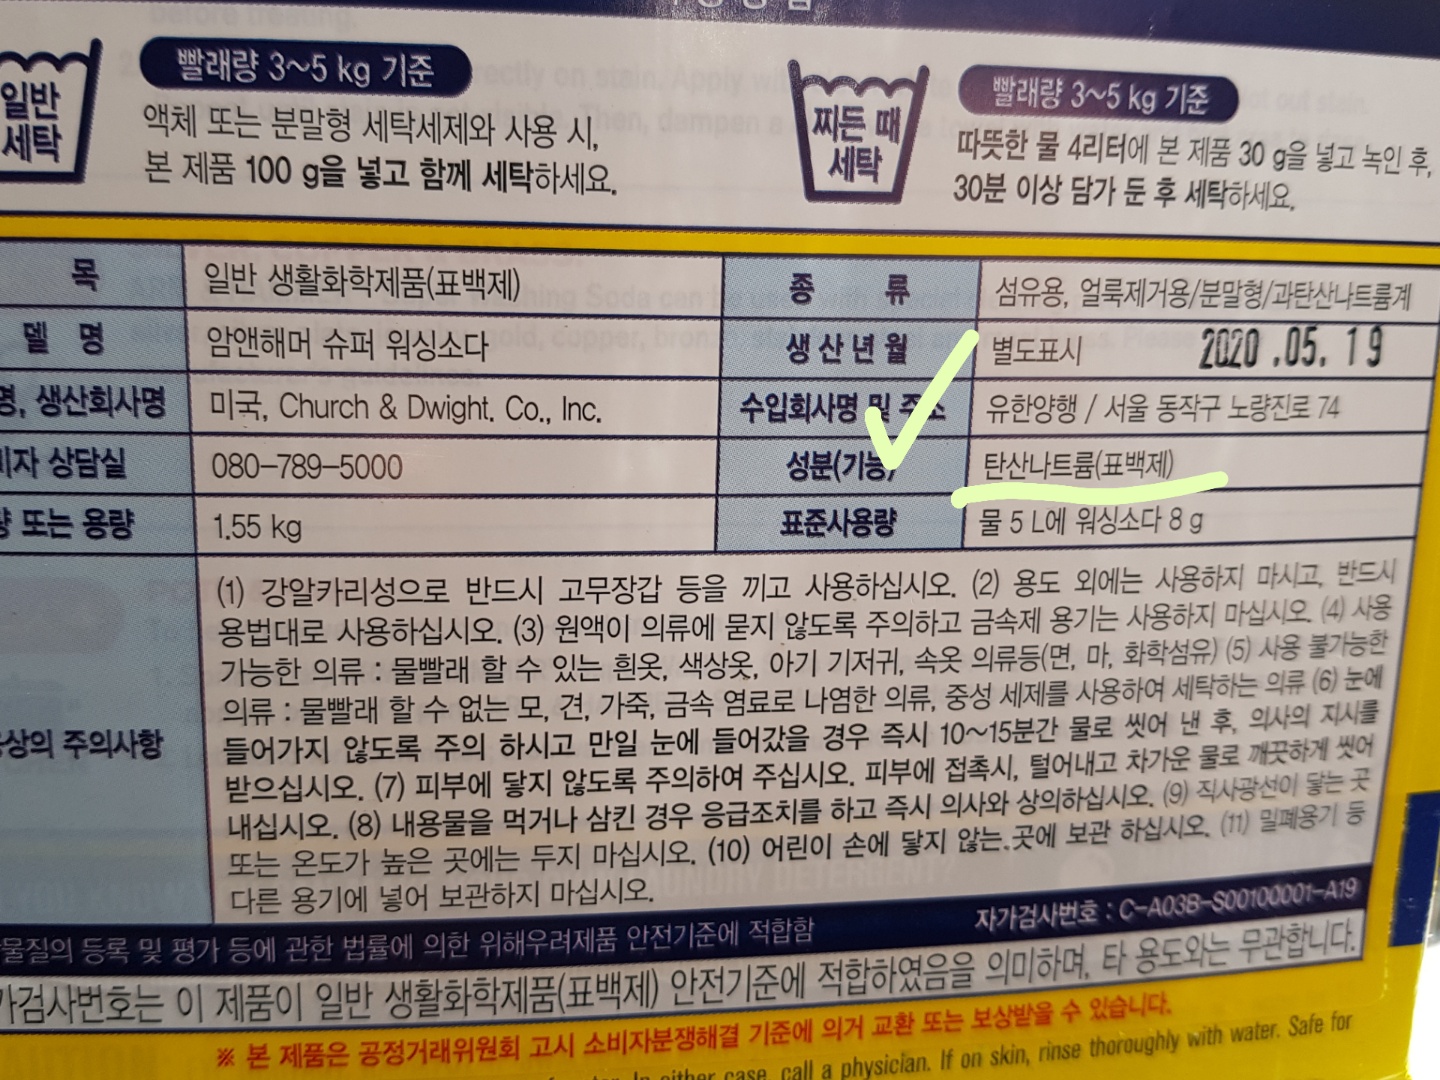 일반
세탁
빨래량 3~5 kg 기준
액체 또는 분말형 세탁세제와 사용 시,
본 제품 100 g을 넣고 함께 세탁하세요.
찌든 때
세탁
빨래량 3~5 kg 기준
따뜻한 물 4리터에 본 제품 30 g을 넣고 녹인 후,
30분 이상 담가 둔 후 세탁하세요.
목 일반 생활화학제품(표백제) 종 류 섬유용, 얼룩제거용/분말형/과탄산나트륨계
델 명 암앤해머 슈퍼 워싱소다 생산년월 별도표시 2020.05.19
명, 생산회사명 미국, Church & Dwight. Co., Inc. 수입회사명 및 주소 유한양행 / 서울 동작구 노량진로 74
비자 상담실 080-789-5000 성분(기능) 탄산나트륨(표백제)
량 또는 용량 1.55 kg 표준사용량 물 5 L에 워싱소다 8 g
용상의 주의사항
(1) 강알카리성으로 반드시 고무장갑 등을 끼고 사용하십시오. (2) 용도 외에는 사용하지 마시고, 반드시
용법대로 사용하십시오. (3) 원액이 의류에 묻지 않도록 주의하고 금속제 용기는 사용하지 마십시오. (4) 사용
가능한 의류 : 물빨래 할 수 있는 흰옷, 색상옷, 아기 기저귀, 속옷 의류등(면, 마, 화학섬유) (5) 사용 불가능한
의류 : 물빨래 할 수 없는 모, 견, 가죽, 금속 염료로 나염한 의류, 중성 세제를 사용하여 세탁하는 의류 (6) 눈에
들어가지 않도록 주의 하시고 만일 눈에 들어갔을 경우 즉시 10~15분간 물로 씻어 낸 후, 의사의 지시를
받으십시오. (7) 피부에 닿지 않도록 주의하여 주십시오. 피부에 접촉시, 털어내고 차가운 물로 깨끗하게 씻어
내십시오. (8) 내용물을 먹거나 삼킨 경우 응급조치를 하고 즉시 의사와 상의하십시오. (9) 직사광선이 닿는 곳
또는 온도가 높은 곳에는 두지 마십시오. (10) 어린이 손에 닿지 않는.곳에 보관 하십시오. (11) 밀폐용기 등
다른 용기에 넣어 보관하지 마십시오.
물질의 등록 및 평가 등에 관한 법률에 의한 위해우려제품 안전기준에 적합함 자가검사번호 : C-A03B-S00100001-A19
가검사번호는 이 제품이 일반 생활화학제품(표백제) 안전기준에 적합하였음을 의미하며, 타 용도와는 무관합니다.
※ 본 제품은 공정거래위원회 고시 소비자분쟁해결 기준에 의거 교환 또는 보상받을 수 있습니다.
In either case, call a physician. If on skin, rinse thoroughly with water. Safe for